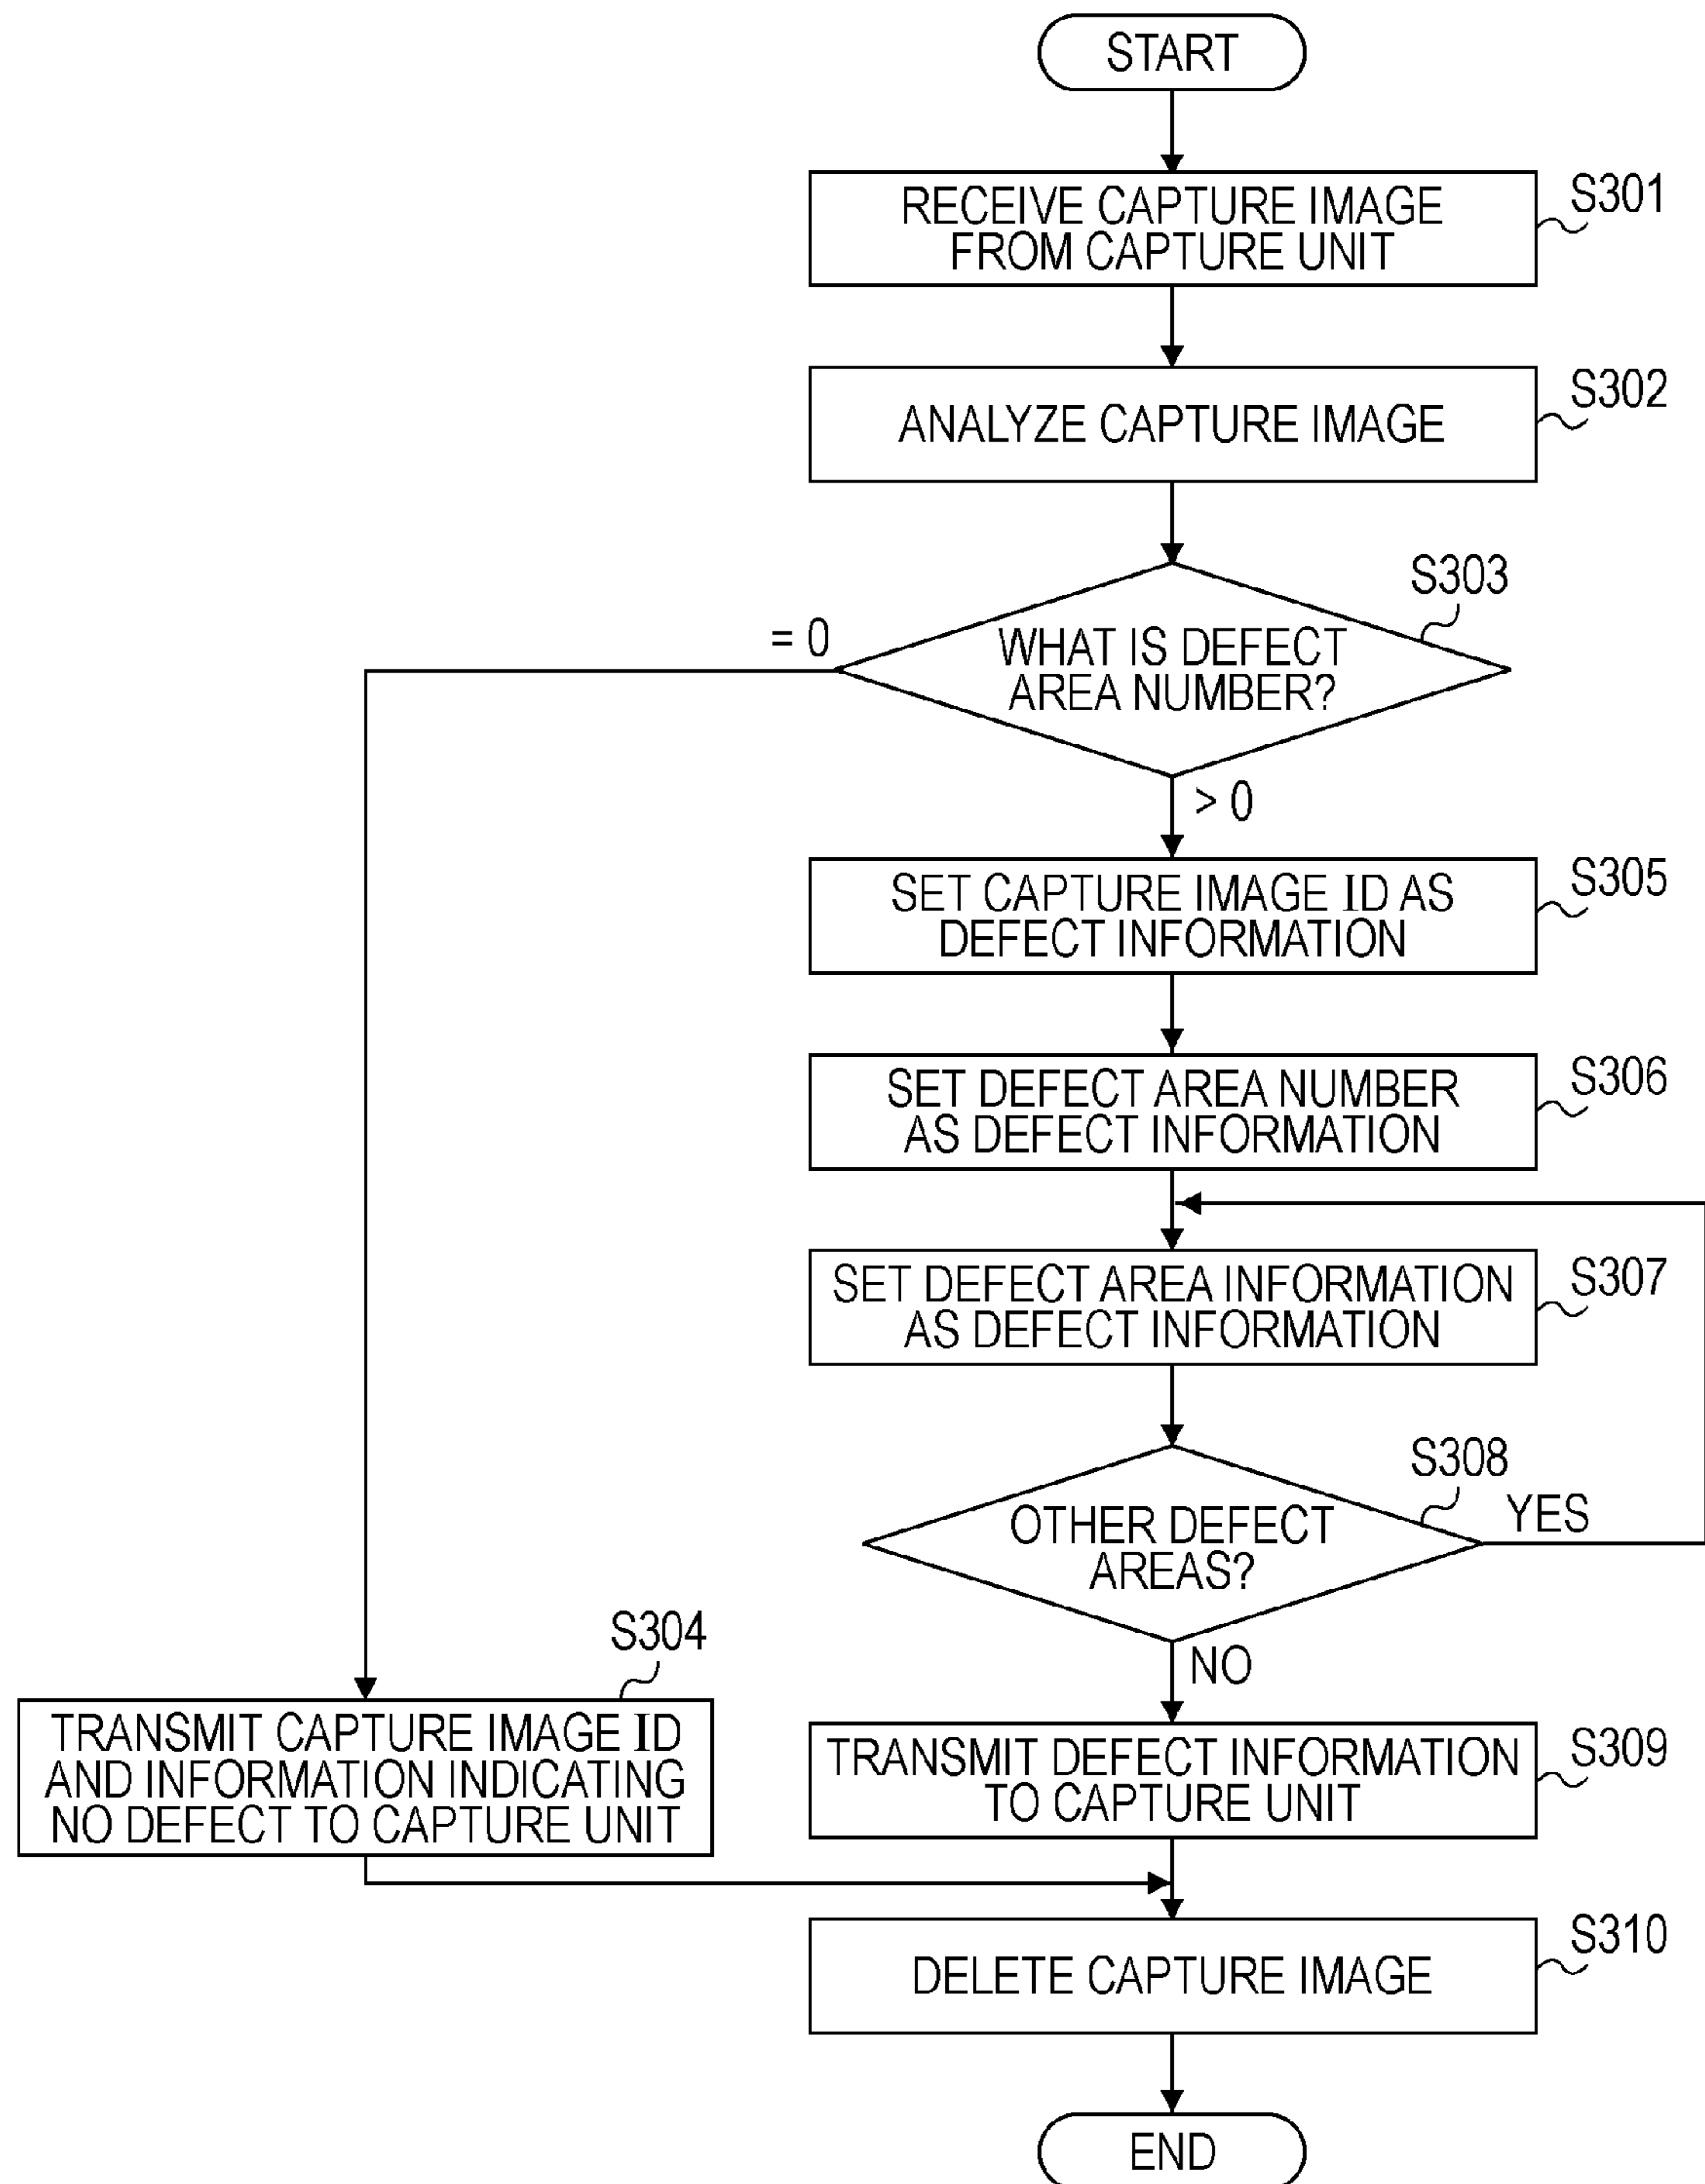 START
RECEIVE CAPTURE IMAGE
FROM CAPTURE UNIT
S301
ANALYZE CAPTURE IMAGE
S302
S303
WHAT IS DEFECT
AREA NUMBER?
= 0
> 0
SET CAPTURE IMAGE ID AS
DEFECT INFORMATION
S305
SET DEFECT AREA NUMBER
AS DEFECT INFORMATION
S306
SET DEFECT AREA INFORMATION
AS DEFECT INFORMATION
S307
S308
OTHER DEFECT
AREAS?
YES
NO
S304
TRANSMIT CAPTURE IMAGE ID
AND INFORMATION INDICATING
NO DEFECT TO CAPTURE UNIT
TRANSMIT DEFECT INFORMATION
TO CAPTURE UNIT
S309
DELETE CAPTURE IMAGE
S310
END